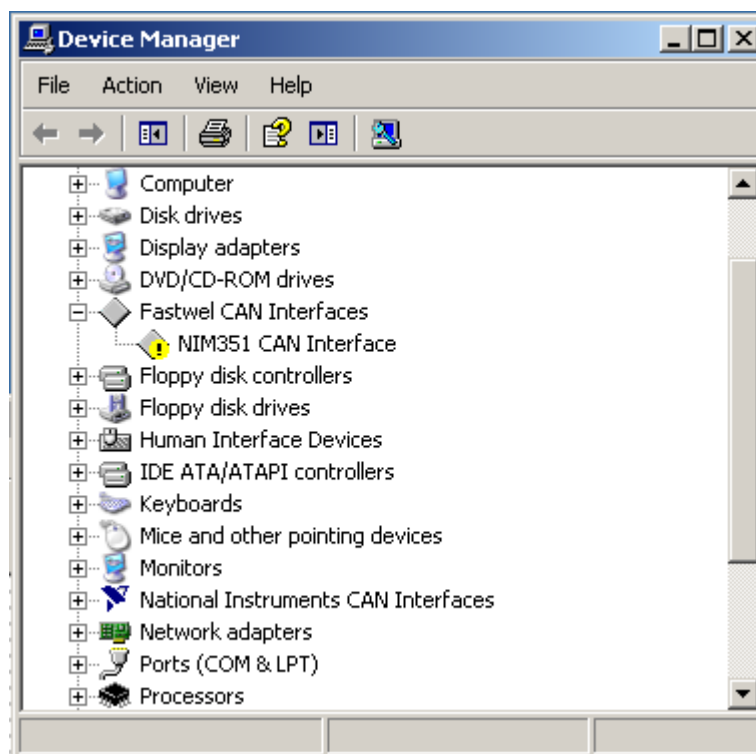 Device Manager
File Action View Help
Computer
Disk drives
Display adapters
DVD/CD-ROM drives
Fastwel CAN Interfaces
NIM351 CAN Interface
Floppy disk controllers
Floppy disk drives
Human Interface Devices
IDE ATA/ATAPI controllers
Keyboards
Mice and other pointing devices
Monitors
National Instruments CAN Interfaces
Network adapters
Ports (COM & LPT)
Processors